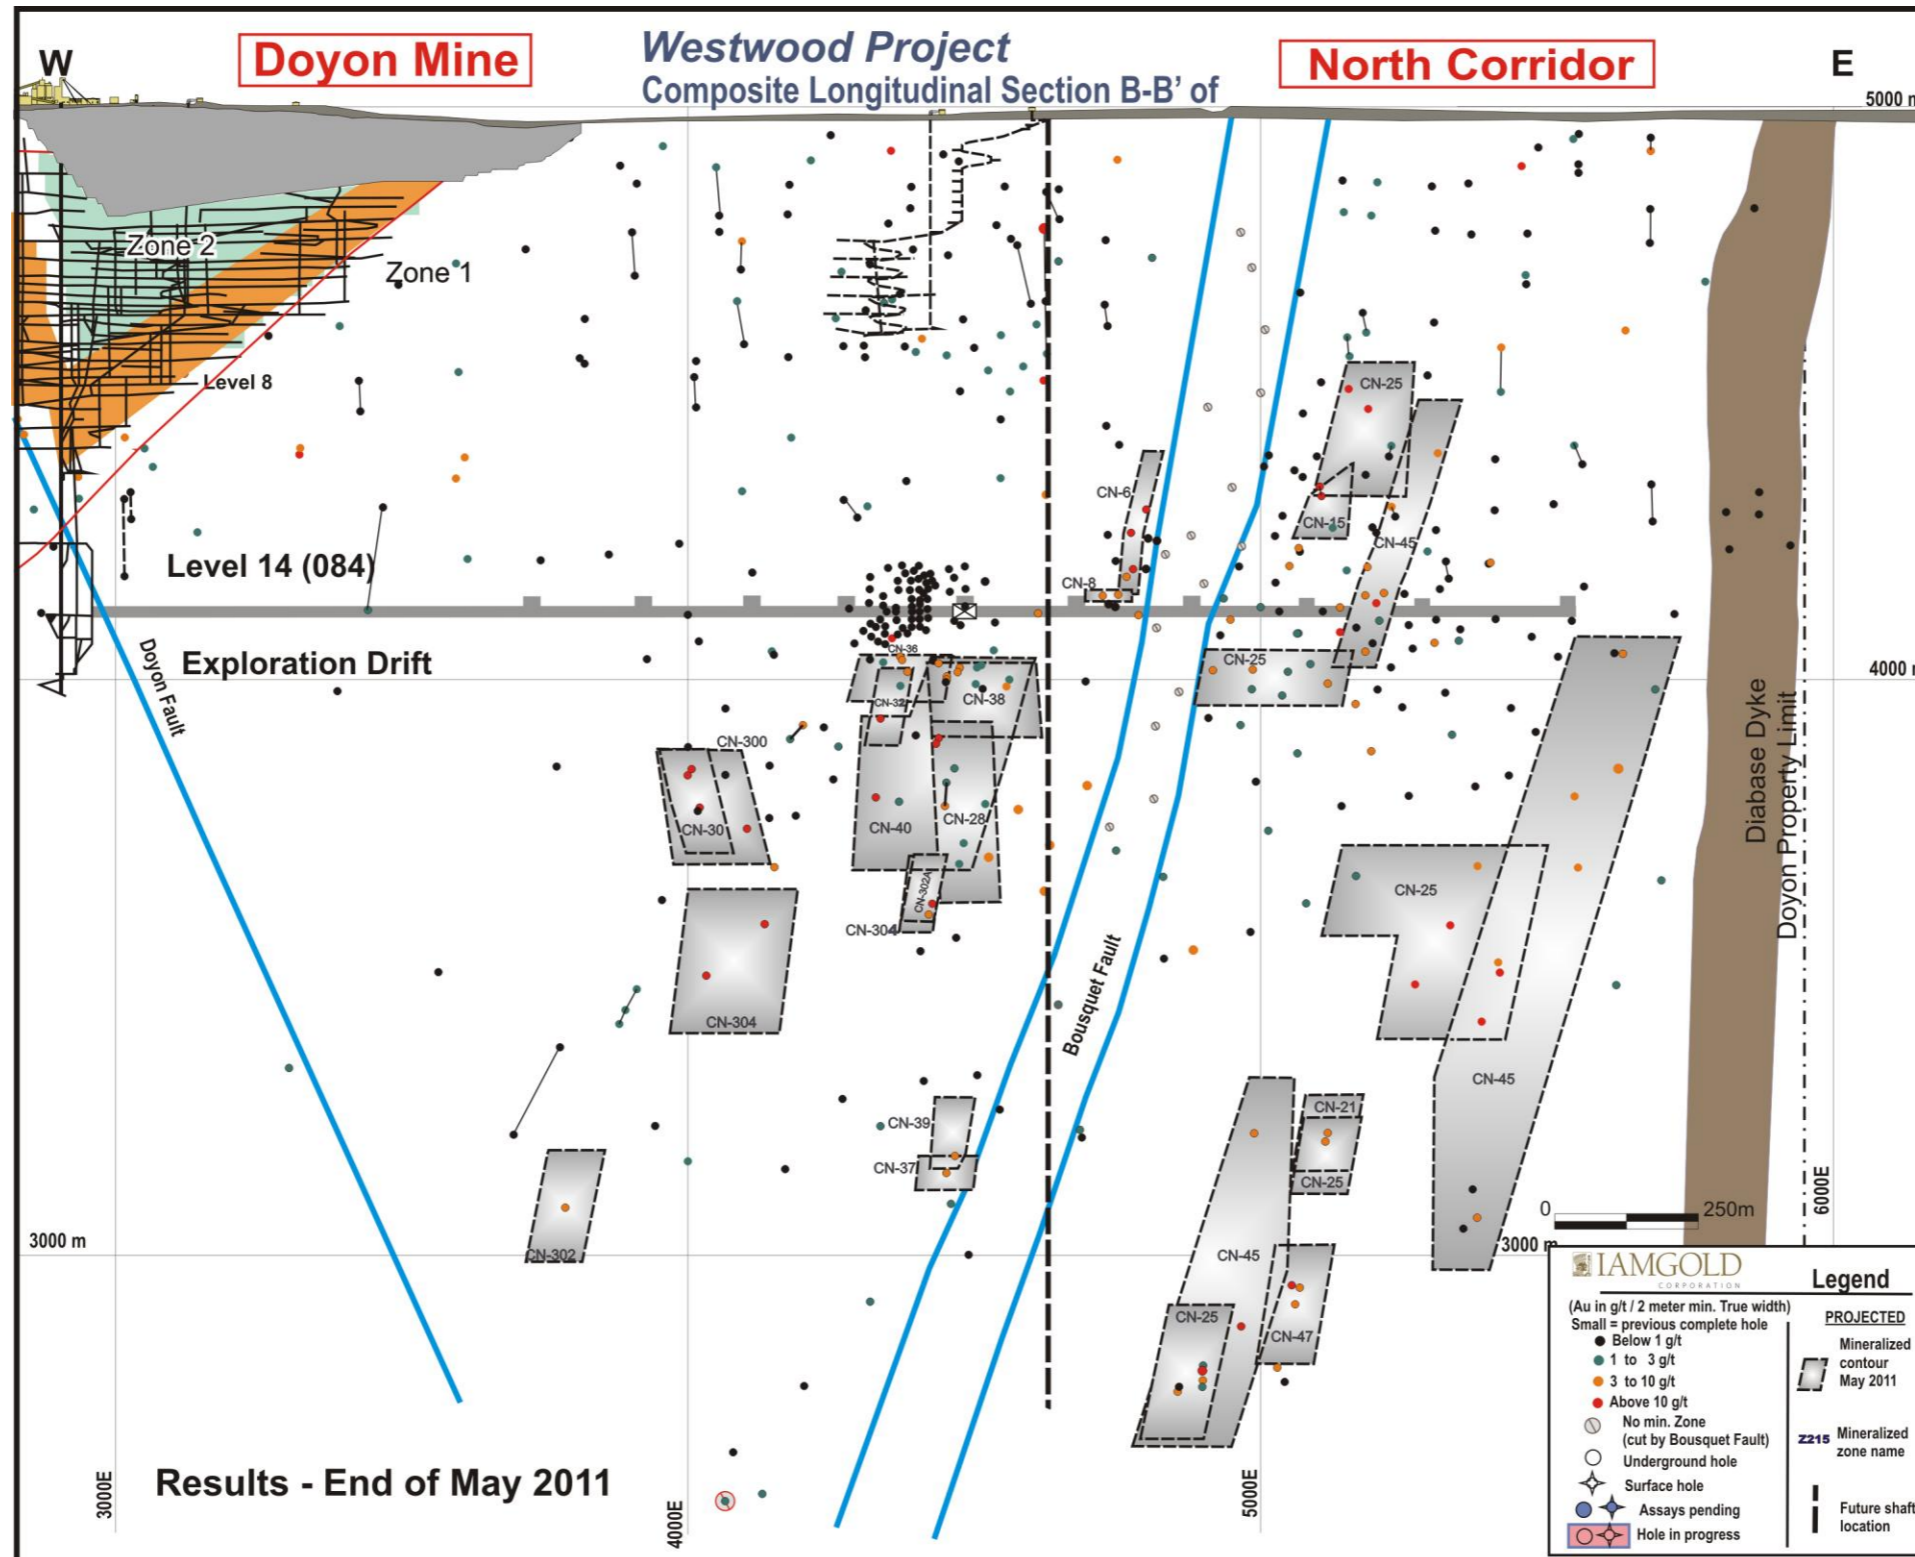 W
Doyon Mine
Westwood Project
Composite Longitudinal Section B-B' of
North Corridor
E
5000 m
Zone 2
Zone 1
Level 8
CN-25
CN-6
CN-15
CN-45
Level 14 (084)
CN-8
Doyon Fault
Exploration Drift
CN-36
CN-25
4000 m
CN-32
CN-38
CN-300
CN-30
CN-40
CN-28
Diabase Dyke
Doyon Property Limit
CN-302A
CN-304
CN-25
CN-304
Bousquet Fault
CN-45
CN-39
CN-21
CN-37
CN-25
6000E
0
250m
3000 m
CN-302
CN-45
3000 m
CN-25
CN-47
Results - End of May 2011
3000E
4000E
5000E
IAMGOLD
CORPORATION
Legend
(Au in g/t / 2 meter min. True width)
Small = previous complete hole
Below 1 g/t
1 to 3 g/t
3 to 10 g/t
Above 10 g/t
No min. Zone
(cut by Bousquet Fault)
Underground hole
Surface hole
Assays pending
Hole in progress
PROJECTED
Mineralized
contour
May 2011
Z215
Mineralized
zone name
Future shaft
location